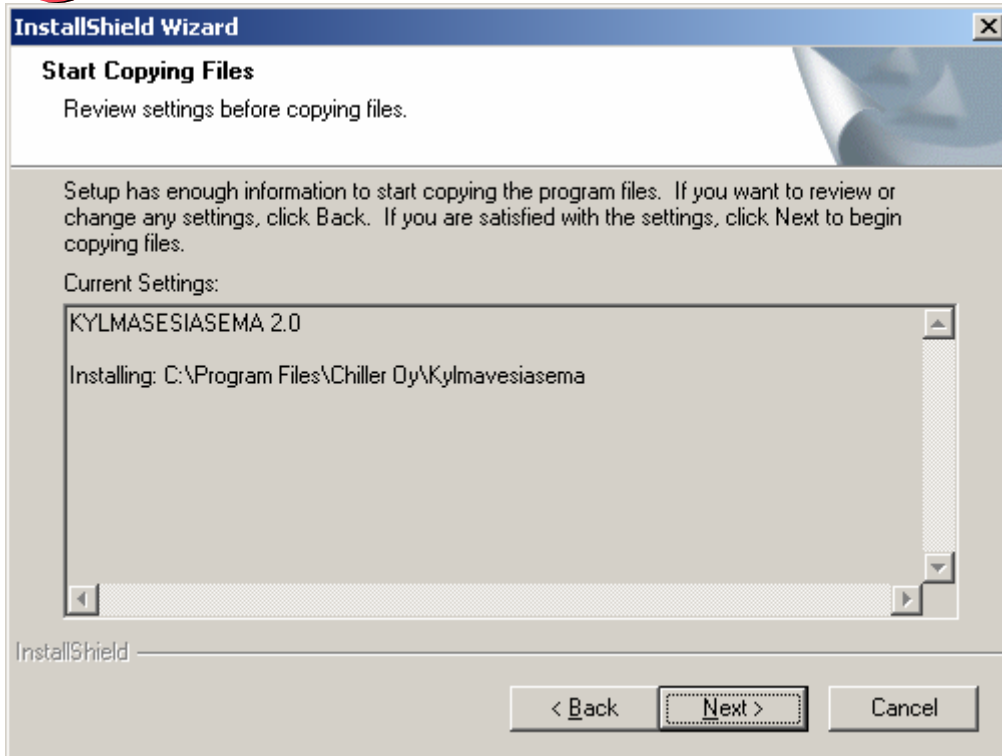 InstallShield Wizard
Start Copying Files
Review settings before copying files.
Setup has enough information to start copying the program files. If you want to review or
change any settings, click Back. If you are satisfied with the settings, click Next to begin
copying files.
Current Settings:
KYLMASESIASEMA 2.0
Installing: C:\Program Files\Chiller Oy\Kylmavesiasema
InstallShield
< Back Next > Cancel